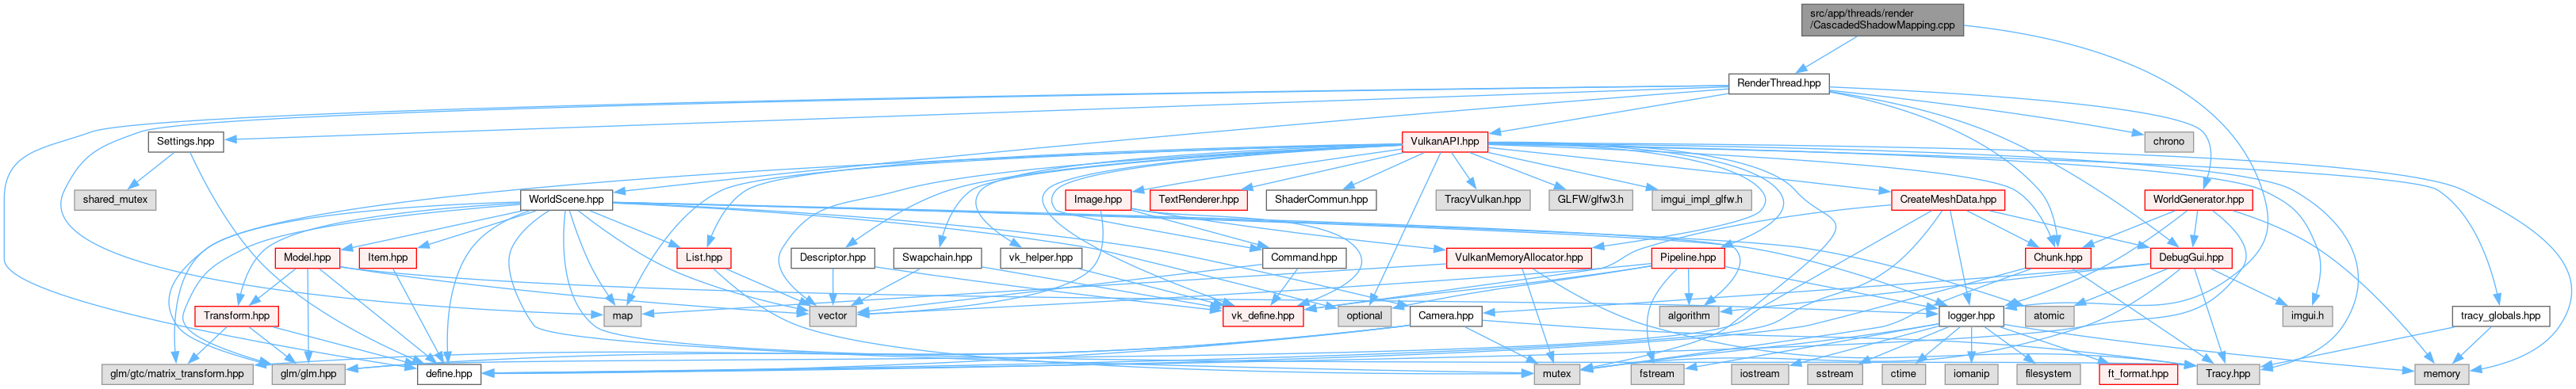 src/app/threads/render
/CascadedShadowMapping.cpp
RenderThread.hpp
Settings.hpp
VulkanAPI.hpp
chrono
shared_mutex
WorldScene.hpp
Image.hpp
TextRenderer.hpp
ShaderCommun.hpp
TracyVulkan.hpp
GLFW/glfw3.h
imgui_impl_glfw.h
CreateMeshData.hpp
WorldGenerator.hpp
Model.hpp
Item.hpp
List.hpp
Descriptor.hpp
Swapchain.hpp
vk_helper.hpp
Command.hpp
VulkanMemoryAllocator.hpp
Pipeline.hpp
Chunk.hpp
DebugGui.hpp
Transform.hpp
map
vector
vk_define.hpp
optional
Camera.hpp
algorithm
logger.hpp
atomic
imgui.h
tracy_globals.hpp
glm/gtc/matrix_transform.hpp
glm/glm.hpp
define.hpp
mutex
fstream
iostream
sstream
ctime
iomanip
filesystem
ft_format.hpp
Tracy.hpp
memory